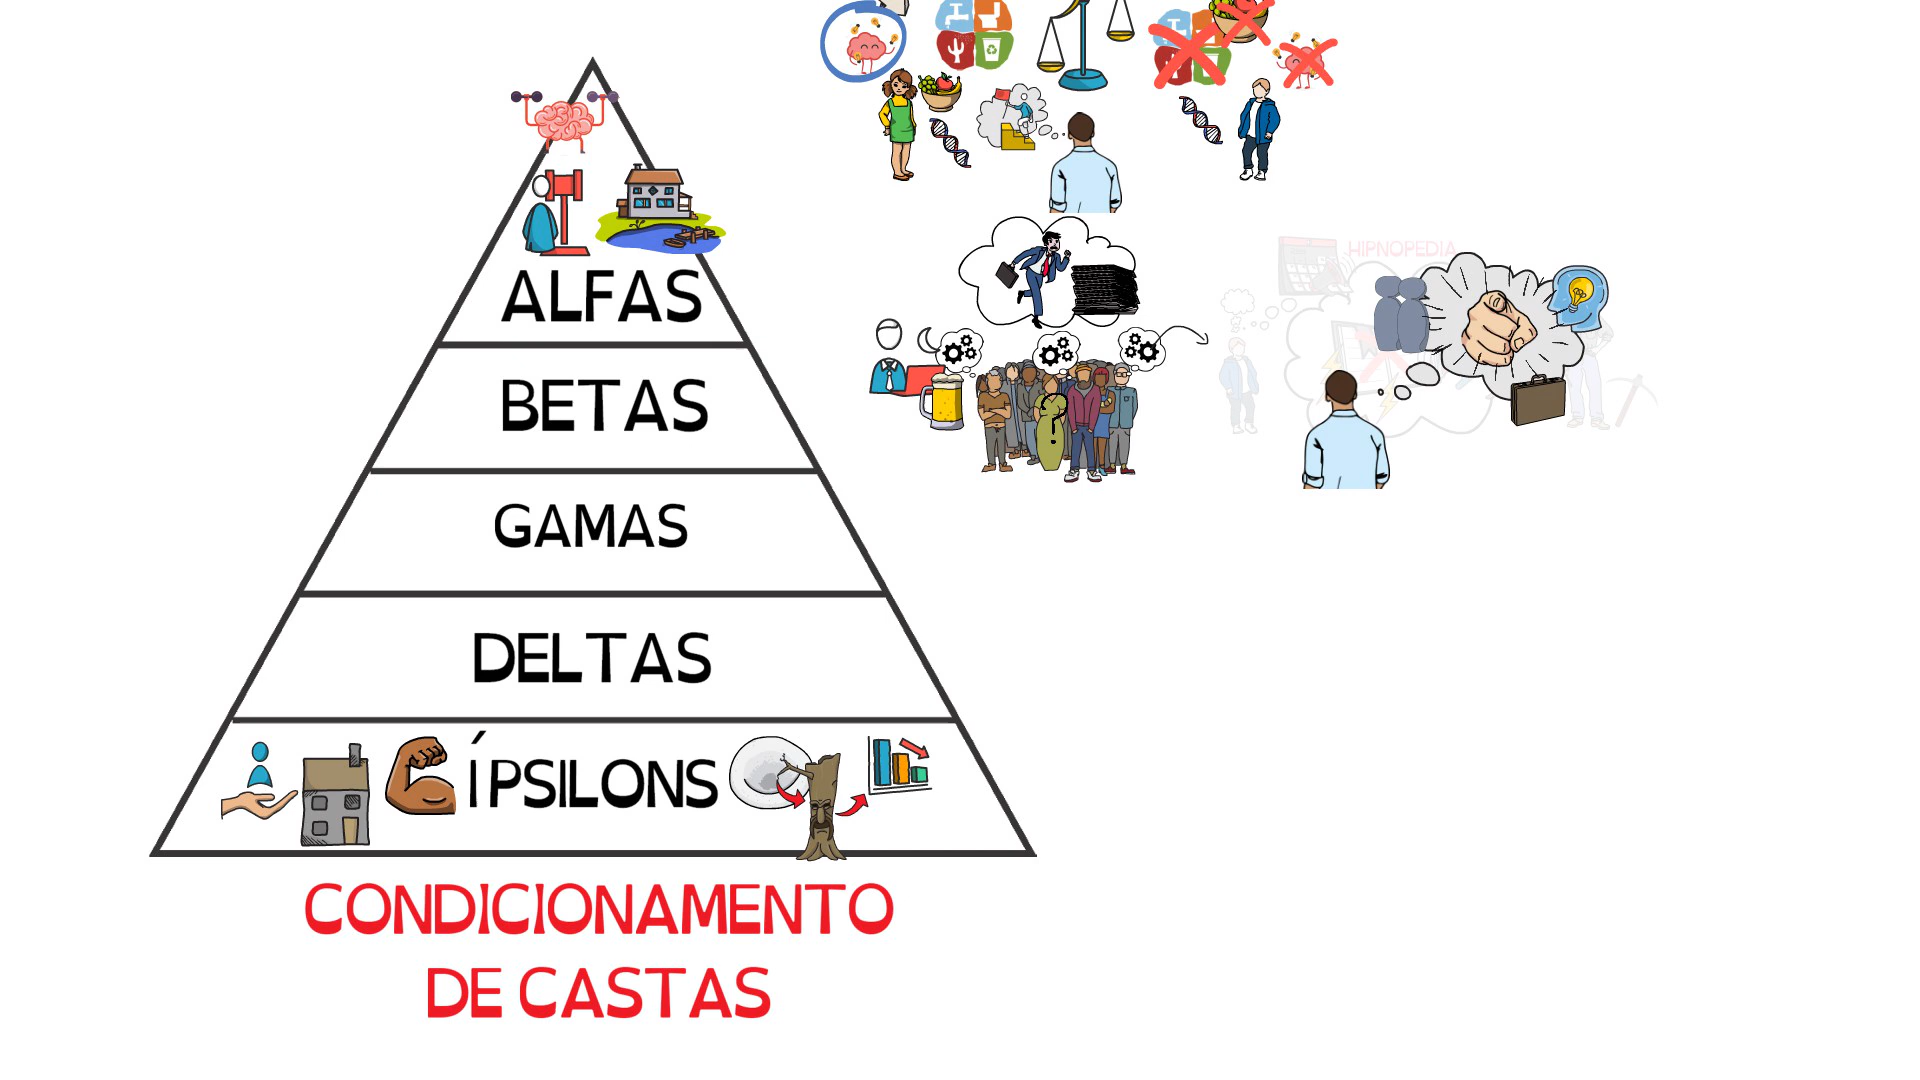 HIPNOPEDIA
ALFAS
BETAS
GAMAS
DELTAS
ÍPSILONS
CONDICIONAMENTO
DE CASTAS
?